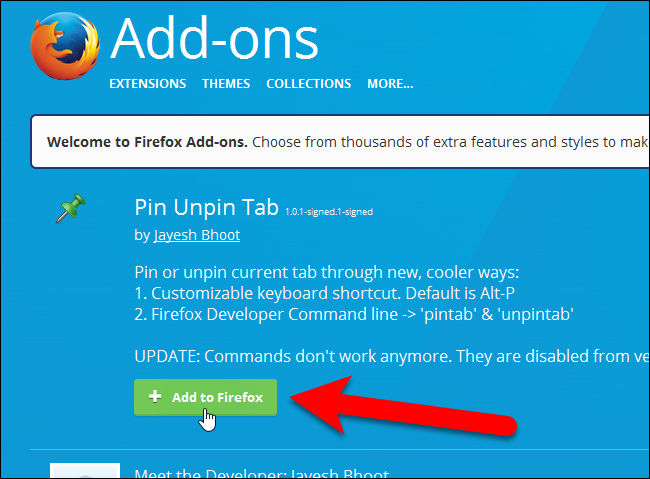 Add-ons
EXTENSIONS THEMES COLLECTIONS MORE...
Welcome to Firefox Add-ons. Choose from thousands of extra features and styles to mak
Pin Unpin Tab 1.0.1-signed.1-signed
by Jayesh Bhoot
Pin or unpin current tab through new, cooler ways:
1. Customizable keyboard shortcut. Default is Alt-P
2. Firefox Developer Command line -> 'pintab' & 'unpintab'
UPDATE: Commands don't work anymore. They are disabled from ve
Add to Firefox
Meet the Developer: Jayesh Bhoot